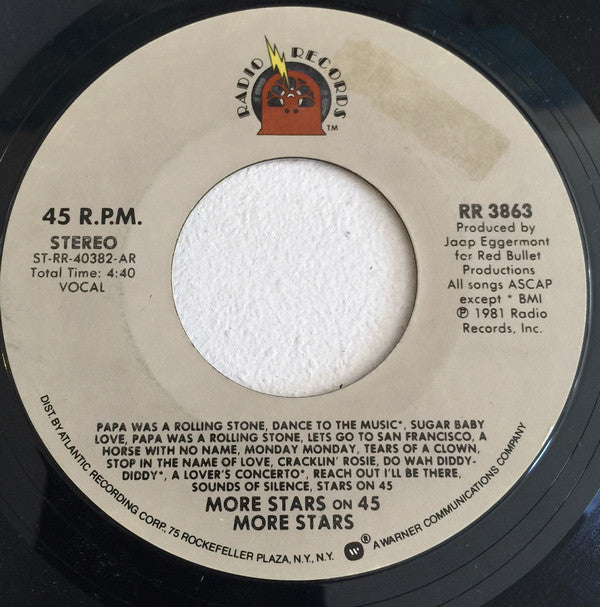 RADIO RECORDS
TM
45 R.P.M.
STEREO
ST-RR-40382-AR
Total Time: 4:40
VOCAL
RR 3863
Produced by
Jaap Eggermont
for Red Bullet
Productions
All songs ASCAP
except * BMI
℗ 1981 Radio
Records, Inc.
PAPA WAS A ROLLING STONE, DANCE TO THE MUSIC*, SUGAR BABY
LOVE, PAPA WAS A ROLLING STONE, LETS GO TO SAN FRANCISCO, A
HORSE WITH NO NAME, MONDAY MONDAY, TEARS OF A CLOWN,
STOP IN THE NAME OF LOVE, CRACKLIN' ROSIE, DO WAH DIDDY-
DIDDY*, A LOVER'S CONCERTO*, REACH OUT I'LL BE THERE,
SOUNDS OF SILENCE, STARS ON 45
MORE STARS ON 45
MORE STARS
DIST. BY ATLANTIC RECORDING CORP., 75 ROCKEFELLER PLAZA, N.Y., N.Y. ® A WARNER COMMUNICATIONS COMPANY